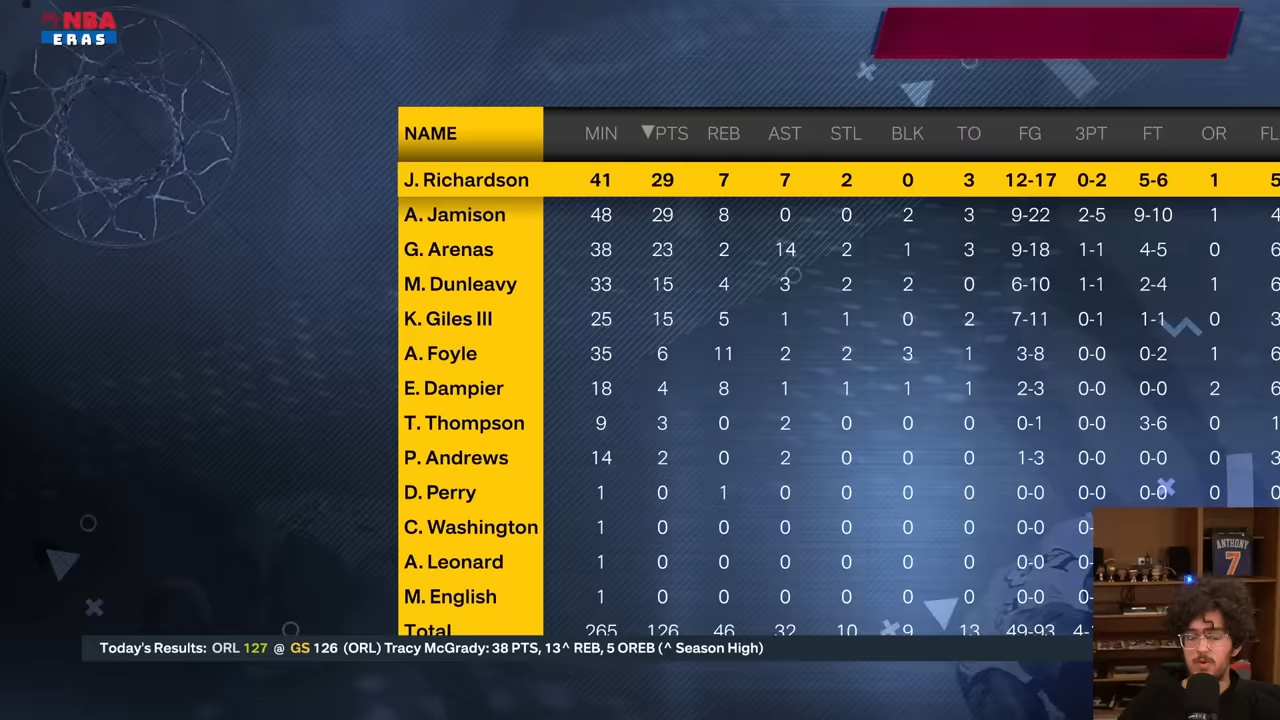 MyNBA
ERAS
NAME MIN ▼PTS REB AST STL BLK TO FG 3PT FT OR
J. Richardson 41 29 7 7 2 0 3 12-17 0-2 5-6 1 5
A. Jamison 48 29 8 0 0 2 3 9-22 2-5 9-10 1 4
G. Arenas 38 23 2 14 2 1 3 9-18 1-1 4-5 0 6
M. Dunleavy 33 15 4 3 2 2 0 6-10 1-1 2-4 1 6
K. Giles III 25 15 5 1 1 0 2 7-11 0-1 1-1 0 3
A. Foyle 35 6 11 2 2 3 1 3-8 0-0 0-2 1 6
E. Dampier 18 4 8 1 1 1 1 2-3 0-0 0-0 2 6
T. Thompson 9 3 0 2 0 0 0 0-1 0-0 3-6 0 1
P. Andrews 14 2 0 2 0 0 0 1-3 0-0 0-0 0 3
D. Perry 1 0 1 0 0 0 0 0-0 0-0 0-0 0 0
C. Washington 1 0 0 0 0 0 0 0-0 0-
A. Leonard 1 0 0 0 0 0 0 0-0 0-
M. English 1 0 0 0 0 0 0 0-0 0-
Total 265 126 46 32 10 9 13 49-93 4-
Today's Results: ORL 127 @ GS 126 (ORL) Tracy McGrady: 38 PTS, 13^ REB, 5 OREB (^ Season High)
ANTHONY
7